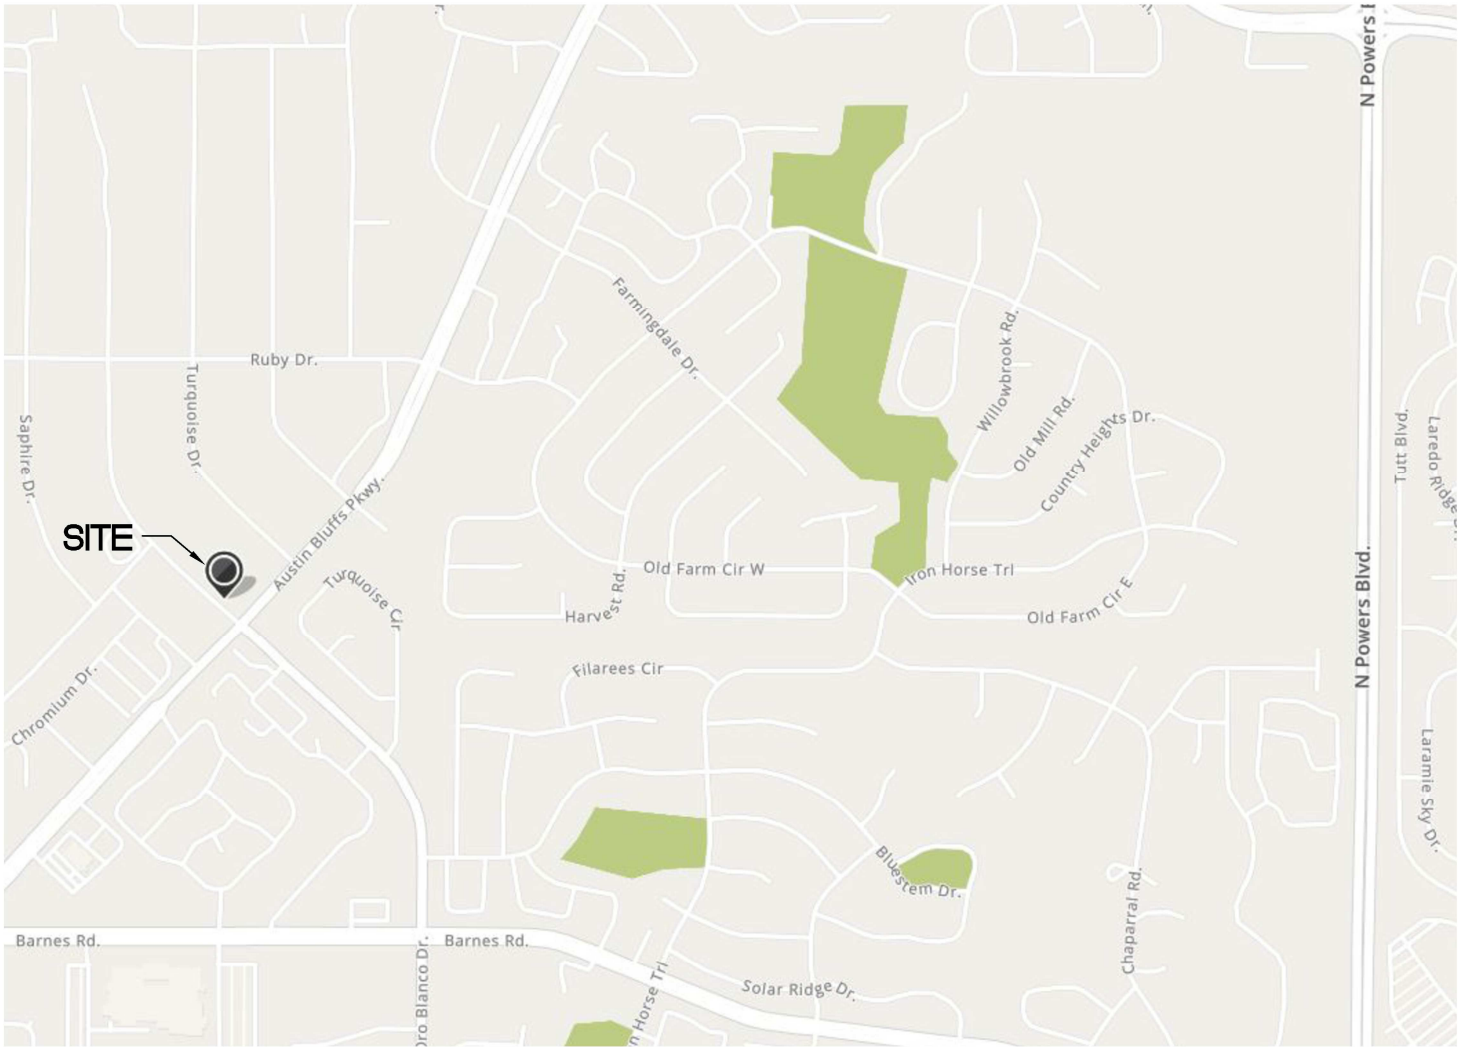 N Powers B
Ruby Dr.
Farmingdale Dr.
Turquoise Dr.
Willowbrook Rd.
Old Mill Rd.
Country Heights Dr.
Saphire Dr.
Tutt Blvd.
Laredo Ridge Dr.
SITE
Austin Bluffs Pkwy.
Turquoise Cir
Old Farm Cir W
Iron Horse Trl
Harvest Rd.
Old Farm Cir E
N Powers Blvd.
Filarees Cir
Chromium Dr.
Laramie Sky Dr.
Bluestem Dr.
Chaparral Rd.
Barnes Rd.
Barnes Rd.
Oro Blanco Dr.
n Horse Trl
Solar Ridge Dr.